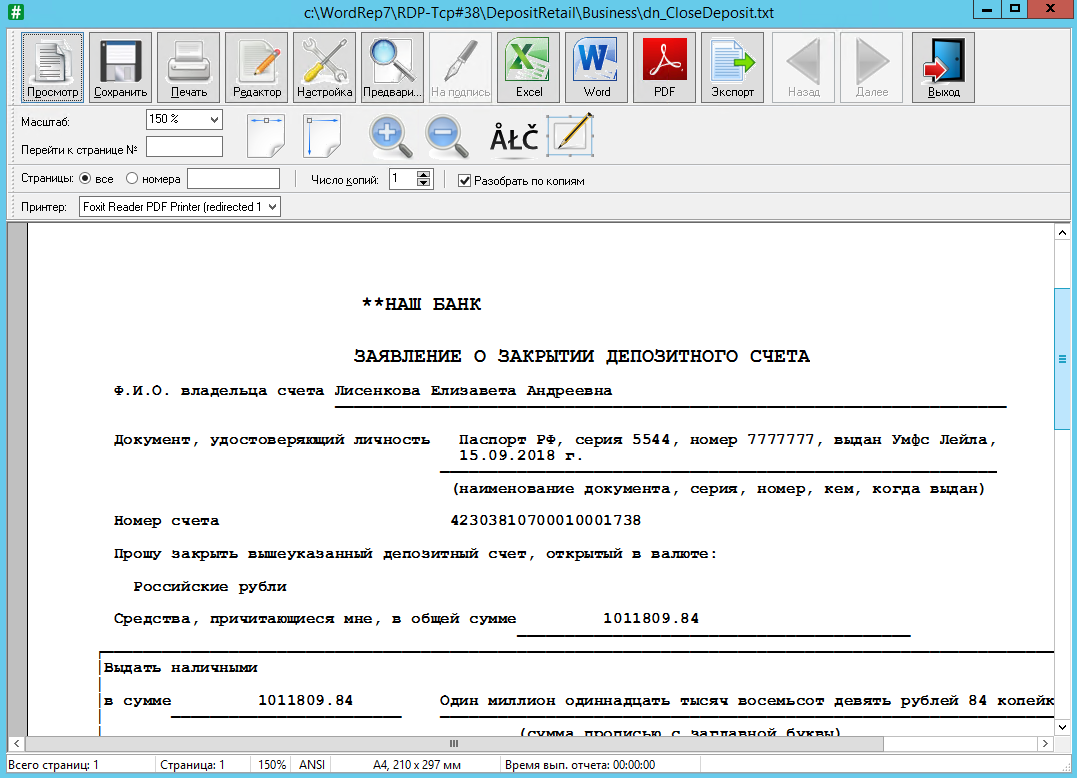 c:\WordRep7\RDP-Tcp#38\DepositRetail\Business\dn_CloseDeposit.txt
Просмотр Сохранить Печать Редактор Настройка Предвари... На подпись Excel Word PDF Экспорт Назад Далее Выход
Масштаб: 150 % ÅŁČ
Перейти к странице №
Страницы: все номера Число копий: 1 Разобрать по копиям
Принтер: Foxit Reader PDF Printer (redirected 1
**НАШ БАНК
ЗАЯВЛЕНИЕ О ЗАКРЫТИИ ДЕПОЗИТНОГО СЧЕТА
Ф.И.О. владельца счета Лисенкова Елизавета Андреевна
Документ, удостоверяющий личность Паспорт РФ, серия 5544, номер 7777777, выдан Умфс Лейла,
15.09.2018 г.
(наименование документа, серия, номер, кем, когда выдан)
Номер счета 42303810700010001738
Прошу закрыть вышеуказанный депозитный счет, открытый в валюте:
Российские рубли
Средства, причитающиеся мне, в общей сумме 1011809.84
Выдать наличными
в сумме 1011809.84 Один миллион одиннадцать тысяч восемьсот девять рублей 84 копейк
(сумма прописью с заглавной буквы)
Всего страниц: 1 Страница: 1 150% ANSI A4, 210 x 297 мм Время вып. отчета: 00:00:00